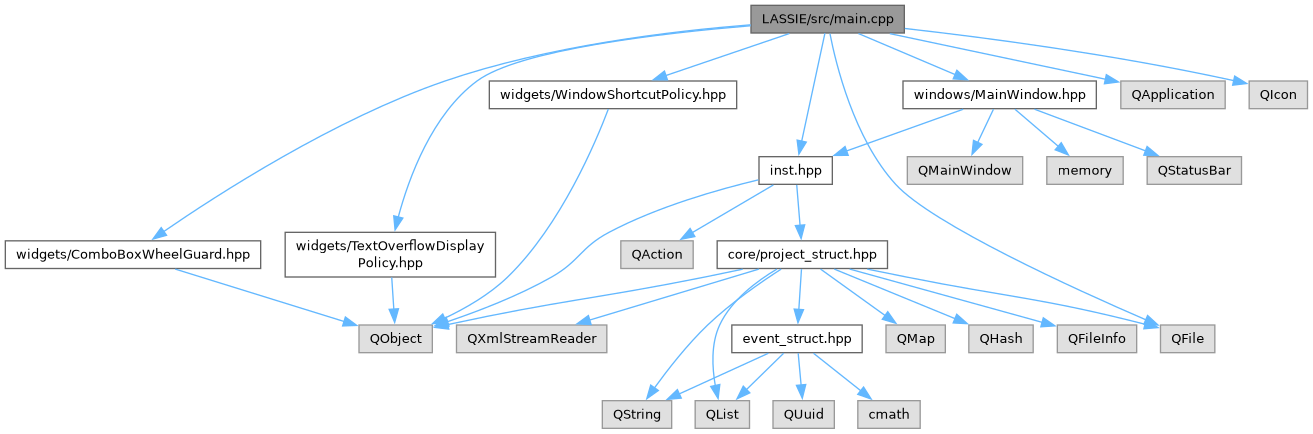 LASSIE/src/main.cpp
widgets/WindowShortcutPolicy.hpp
windows/MainWindow.hpp
QApplication
QIcon
inst.hpp
QMainWindow
memory
QStatusBar
widgets/ComboBoxWheelGuard.hpp
widgets/TextOverflowDisplay
Policy.hpp
QAction
core/project_struct.hpp
QObject
QXmlStreamReader
event_struct.hpp
QMap
QHash
QFileInfo
QFile
QString
QList
QUuid
cmath